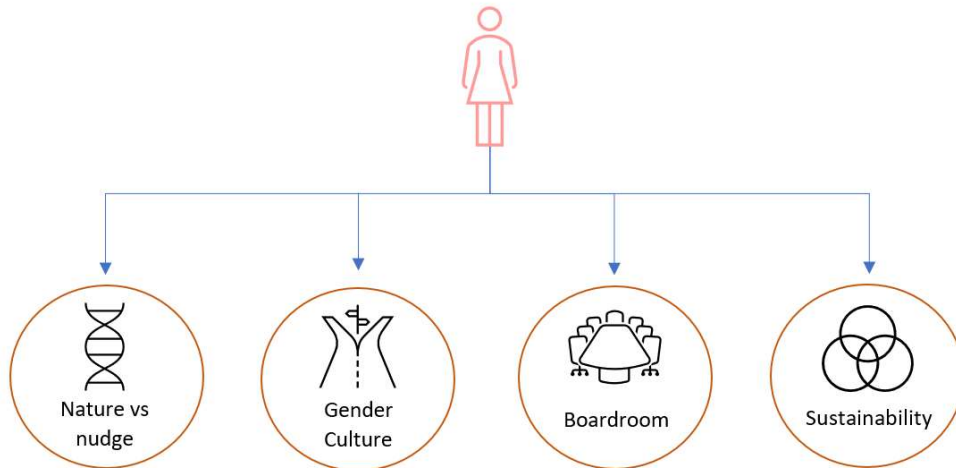 Nature vs
nudge
Gender
Culture
Boardroom
Sustainability